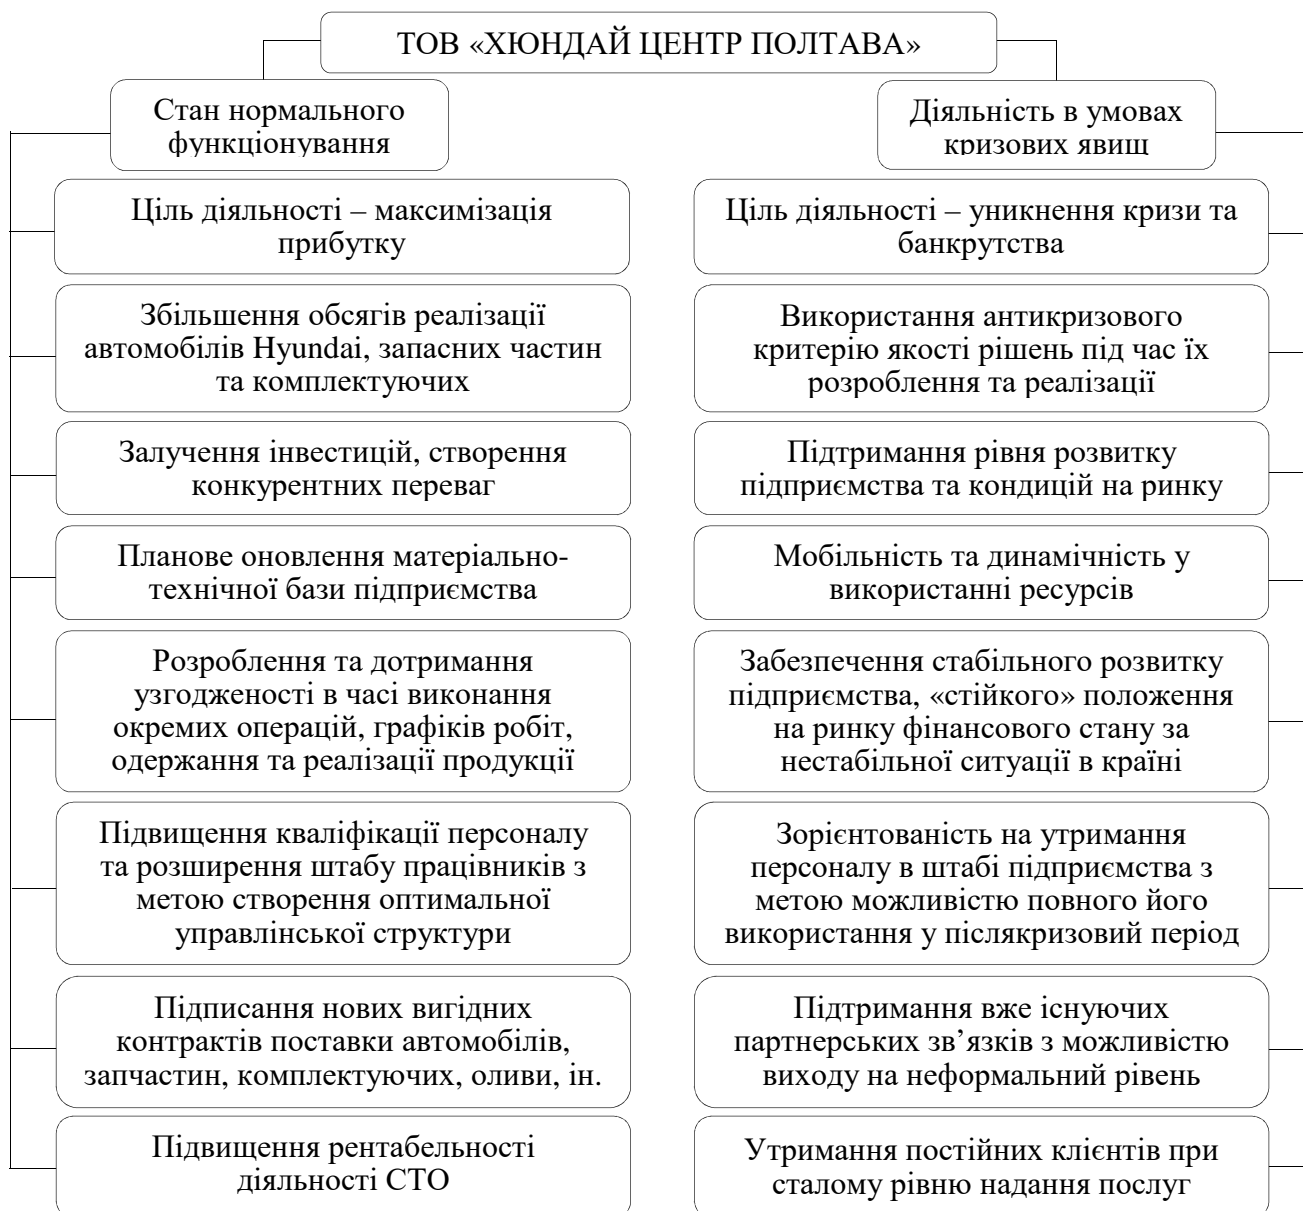 ТОВ «ХЮНДАЙ ЦЕНТР ПОЛТАВА»
Стан нормального
функціонування
Діяльність в умовах
кризових явищ
Ціль діяльності – максимізація
прибутку
Ціль діяльності – уникнення кризи та
банкрутства
Збільшення обсягів реалізації
автомобілів Hyundai, запасних частин
та комплектуючих
Використання антикризового
критерію якості рішень під час їх
розроблення та реалізації
Залучення інвестицій, створення
конкурентних переваг
Підтримання рівня розвитку
підприємства та кондицій на ринку
Планове оновлення матеріально-
технічної бази підприємства
Мобільність та динамічність у
використанні ресурсів
Розроблення та дотримання
узгодженості в часі виконання
окремих операцій, графіків робіт,
одержання та реалізації продукції
Забезпечення стабільного розвитку
підприємства, «стійкого» положення
на ринку фінансового стану за
нестабільної ситуації в країні
Підвищення кваліфікації персоналу
та розширення штабу працівників з
метою створення оптимальної
управлінської структури
Зорієнтованість на утримання
персоналу в штабі підприємства з
метою можливістю повного його
використання у післякризовий період
Підписання нових вигідних
контрактів поставки автомобілів,
запчастин, комплектуючих, оливи, ін.
Підтримання вже існуючих
партнерських зв’язків з можливістю
виходу на неформальний рівень
Підвищення рентабельності
діяльності СТО
Утримання постійних клієнтів при
сталому рівню надання послуг